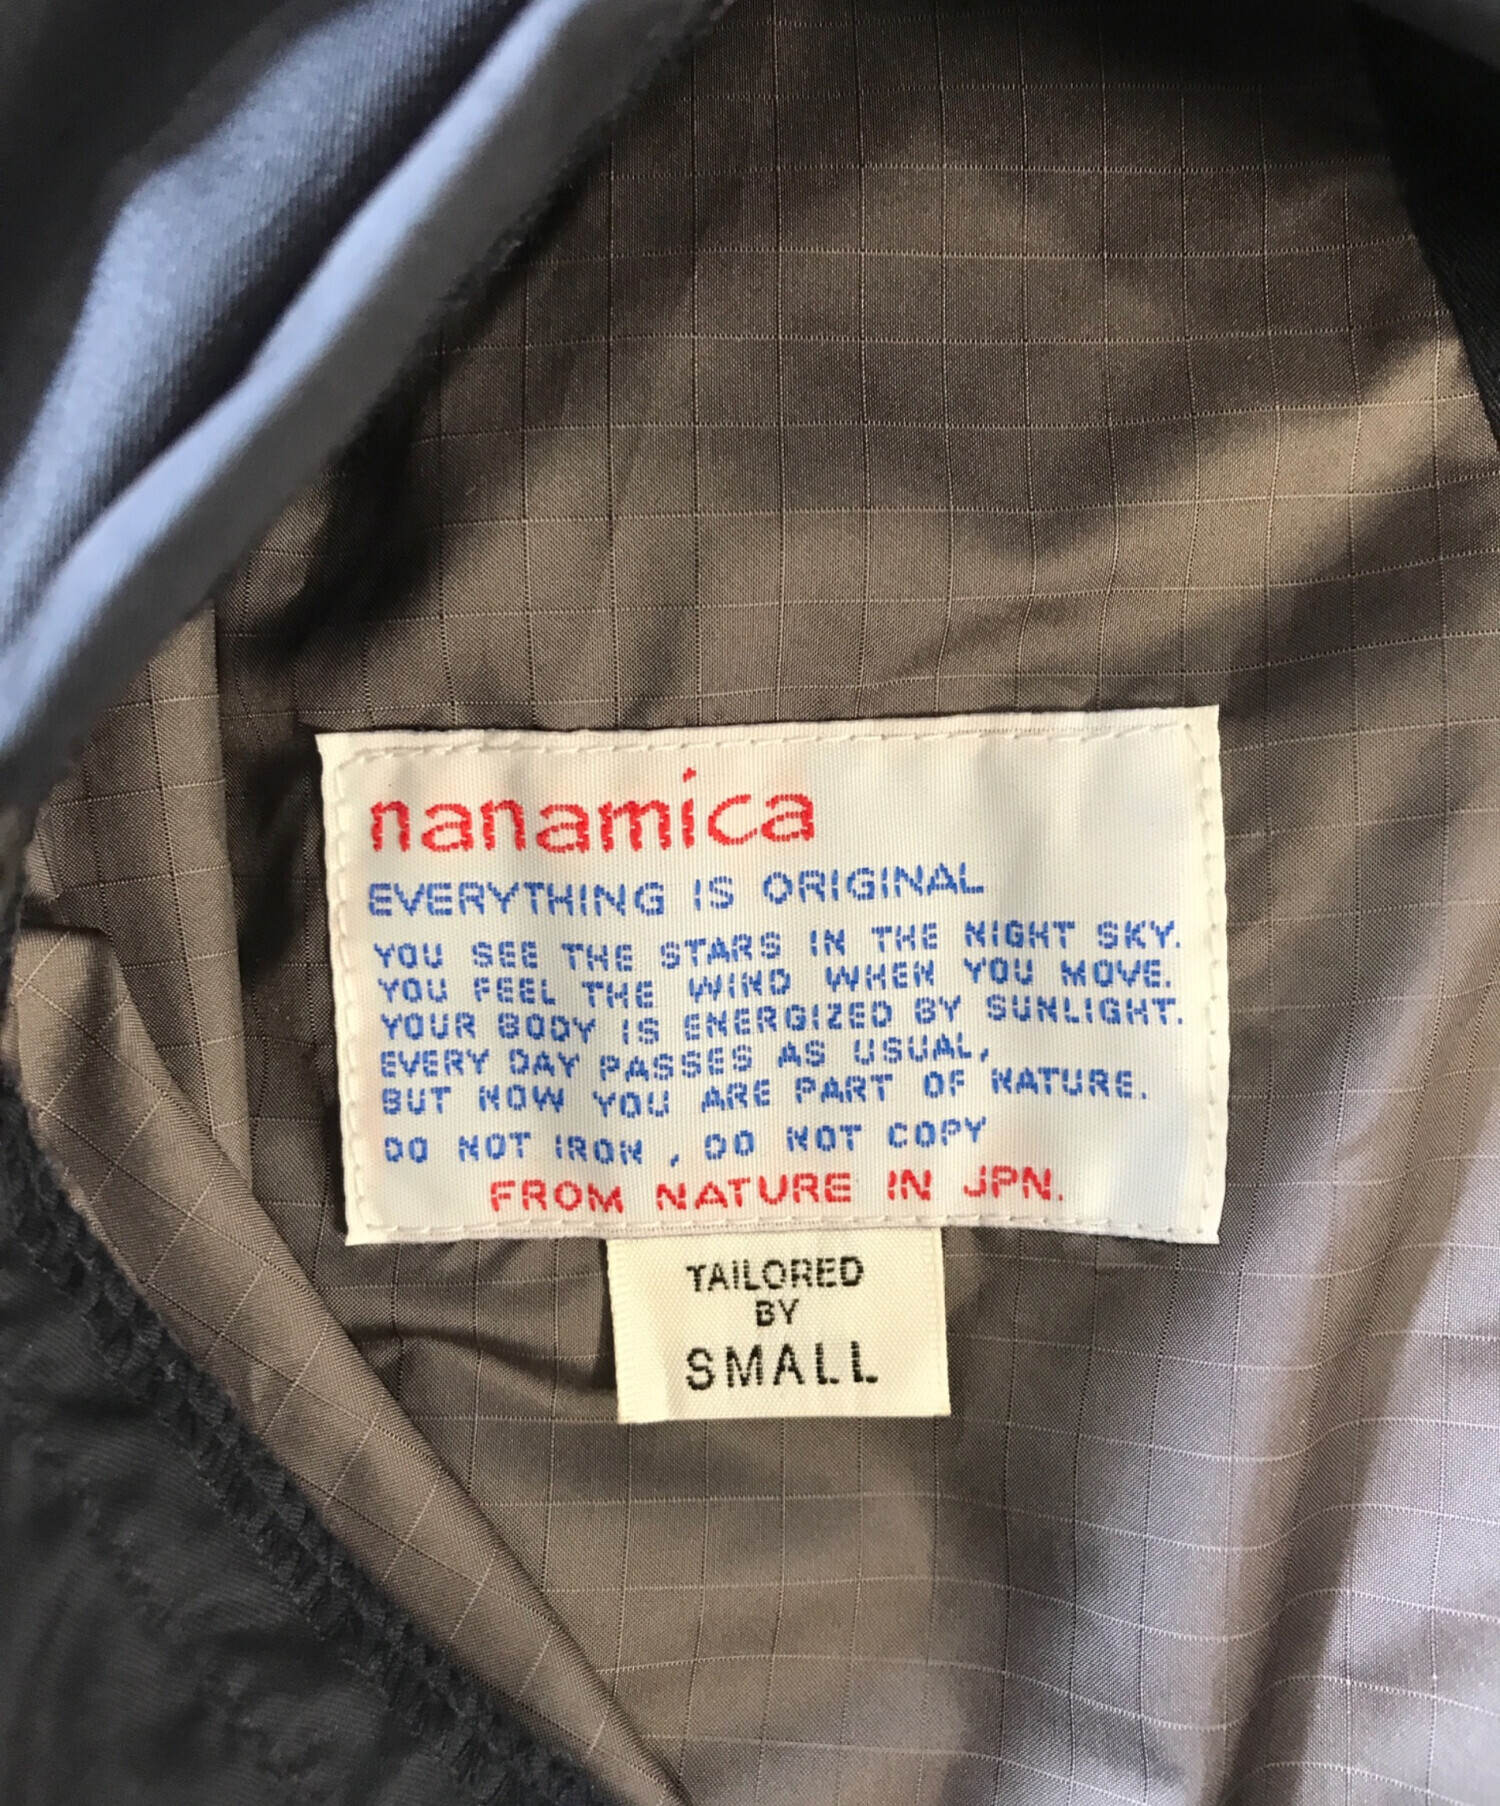 nanamica
EVERYTHING IS ORIGINAL
YOU SEE THE STARS IN THE NIGHT SKY.
YOU FEEL THE WIND WHEN YOU MOVE.
YOUR BODY IS ENERGIZED BY SUNLIGHT.
EVERY DAY PASSES AS USUAL,
BUT NOW YOU ARE PART OF NATURE.
DO NOT IRON , DO NOT COPY
FROM NATURE IN JPN.
TAILORED
BY
SMALL